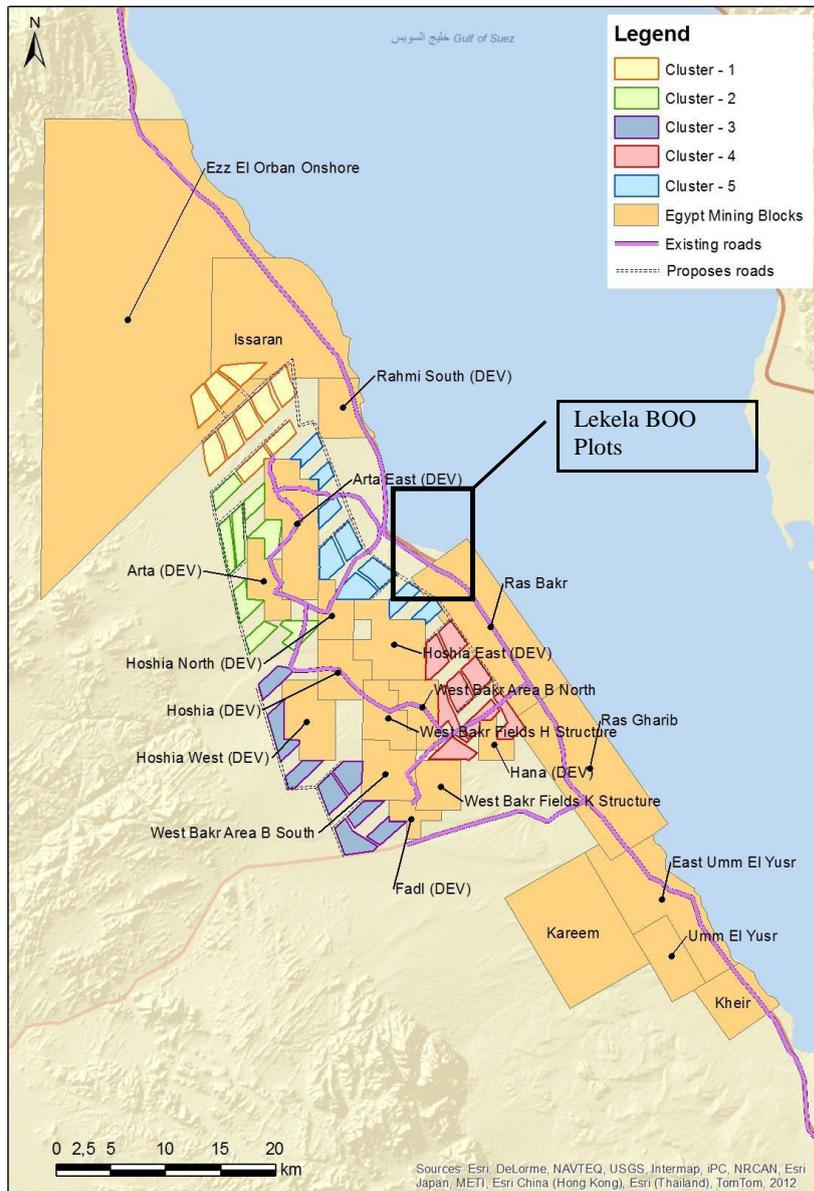 N
خليج السويس Gulf of Suez
Legend
Cluster - 1
Cluster - 2
Cluster - 3
Cluster - 4
Cluster - 5
Egypt Mining Blocks
Existing roads
Proposes roads
Ezz El Orban Onshore
Issaran
Rahmi South (DEV)
Lekela BOO
Plots
Arta East (DEV)
Arta (DEV)
Ras Bakr
Hoshia North (DEV)
Hoshia East (DEV)
West Bakr Area B North
Hoshia (DEV)
Ras Gharib
West Bakr Fields H Structure
Hoshia West (DEV)
Hana (DEV)
West Bakr Fields K Structure
West Bakr Area B South
East Umm El Yusr
Fadl (DEV)
Kareem
Umm El Yusr
Kheir
0 2,5 5 10 15 20
km
Sources: Esri, DeLorme, NAVTEQ, USGS, Intermap, iPC, NRCAN, Esri
Japan, METI, Esri China (Hong Kong), Esri (Thailand), TomTom, 2012